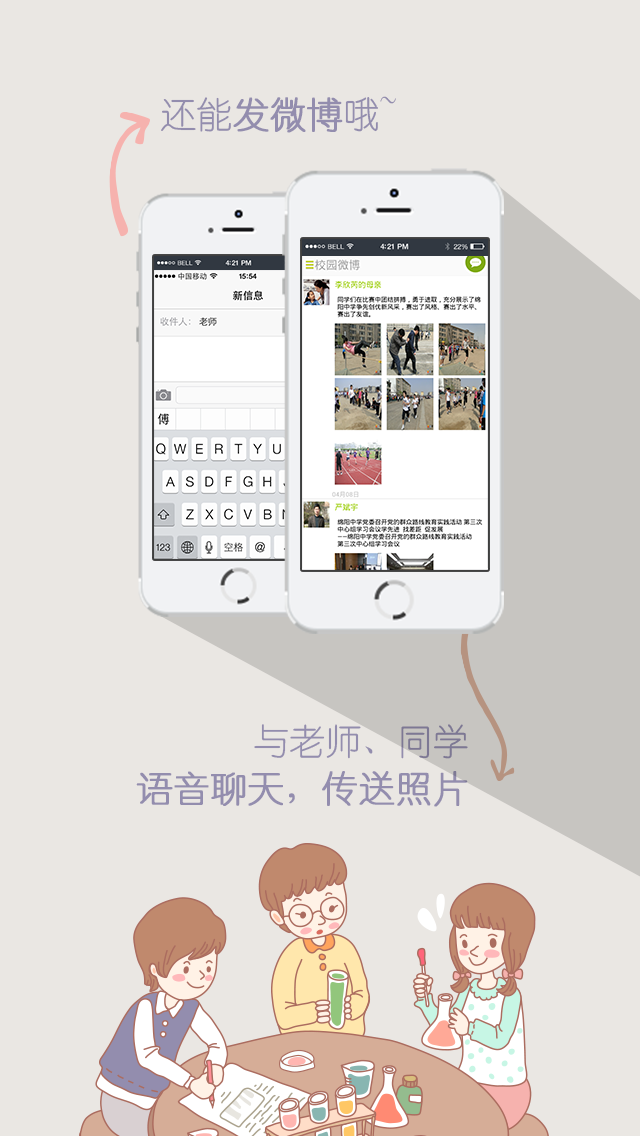 还能发微博哦~
●●●○○ BELL 4:21 PM
●●●●● 中国移动 15:54
新信息
收件人： 老师
傅
Q W E R T Y U
A S D F G H J
Z X C V B N
123 空格 @ .
●●●○○ BELL 4:21 PM 22%
校园微博
李欣芮的母亲
同学们在比赛中团结拼搏，勇于进取，充分展示了绵
阳中学争先创优新风采，赛出了风格、赛出了水平、
赛出了友谊。
04月08日
严斌宇
绵阳中学党委召开党的群众路线教育实践活动 第三次
中心组学习会议学先进 找差距 促发展
--绵阳中学党委召开党的群众路线教育实践活动
第三次中心组学习会议
与老师、同学
语音聊天，传送照片